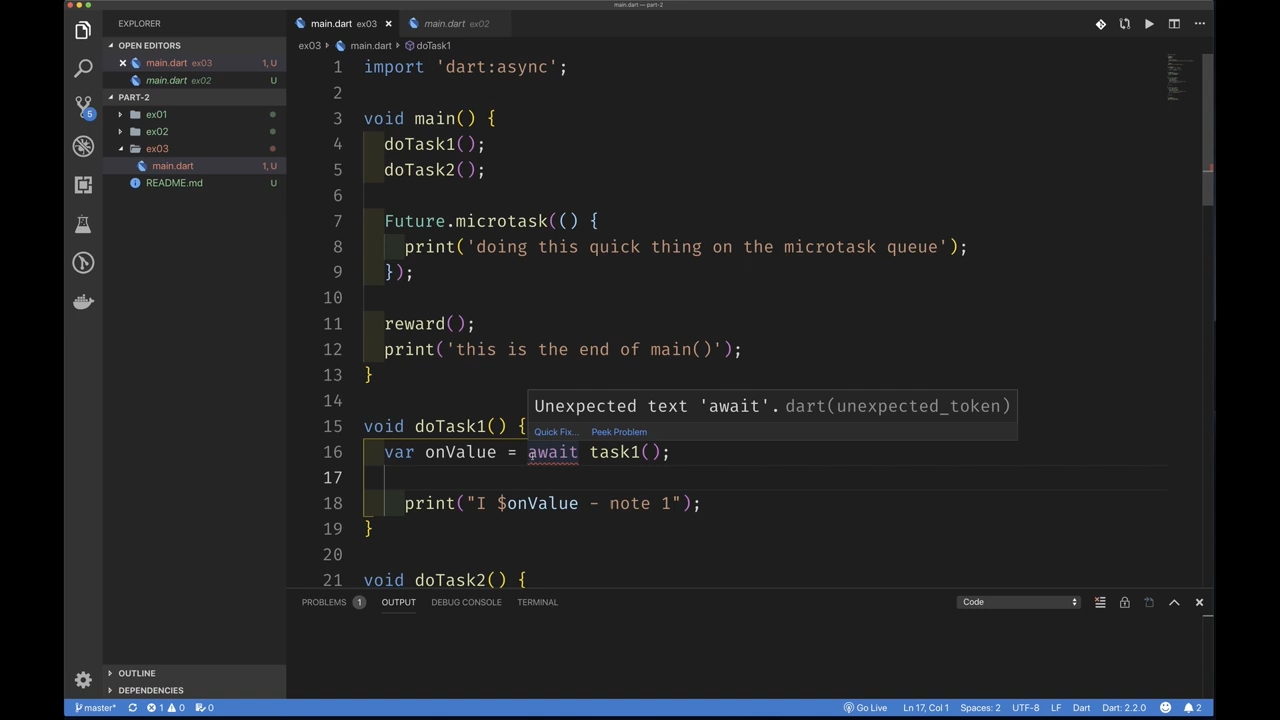 main.dart — part-2
EXPLORER
OPEN EDITORS
main.dart ex03 1, U
main.dart ex02 U
PART-2
ex01
ex02
ex03
main.dart 1, U
README.md U
OUTLINE
DEPENDENCIES
5
main.dart ex03
main.dart ex02
ex03 main.dart doTask1
1 import 'dart:async';
2
3 void main() {
4 doTask1();
5 doTask2();
6
7 Future.microtask(() {
8 print('doing this quick thing on the microtask queue');
9 });
10
11 reward();
12 print('this is the end of main()');
13 }
14
Unexpected text 'await'. dart(unexpected_token)
Quick Fix... Peek Problem
15 void doTask1() {
16 var onValue = await task1();
17
18 print("I $onValue - note 1");
19 }
20
21 void doTask2() {
PROBLEMS 1 OUTPUT DEBUG CONSOLE TERMINAL
Code
master* 1 0 0 Go Live Ln 17, Col 1 Spaces: 2 UTF-8 LF Dart Dart: 2.2.0 2